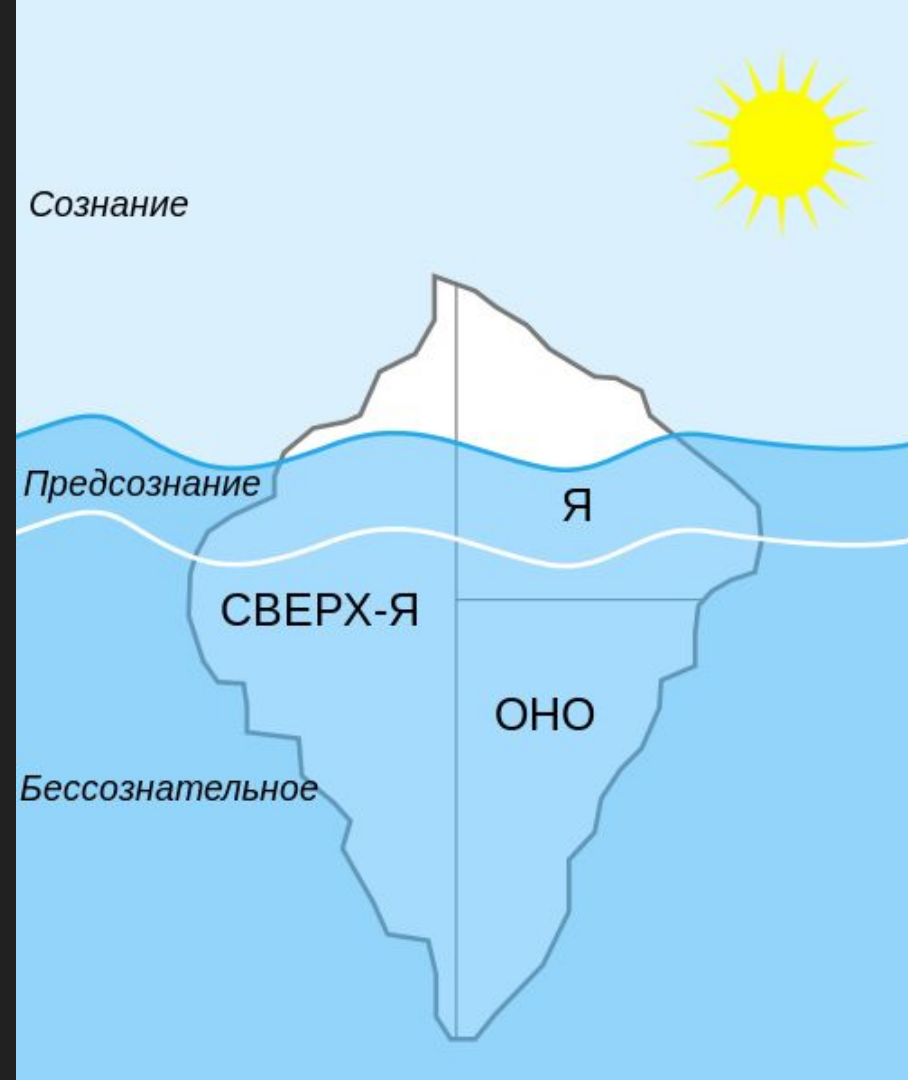 Сознание
Предсознание
Я
СВЕРХ-Я
ОНО
Бессознательное